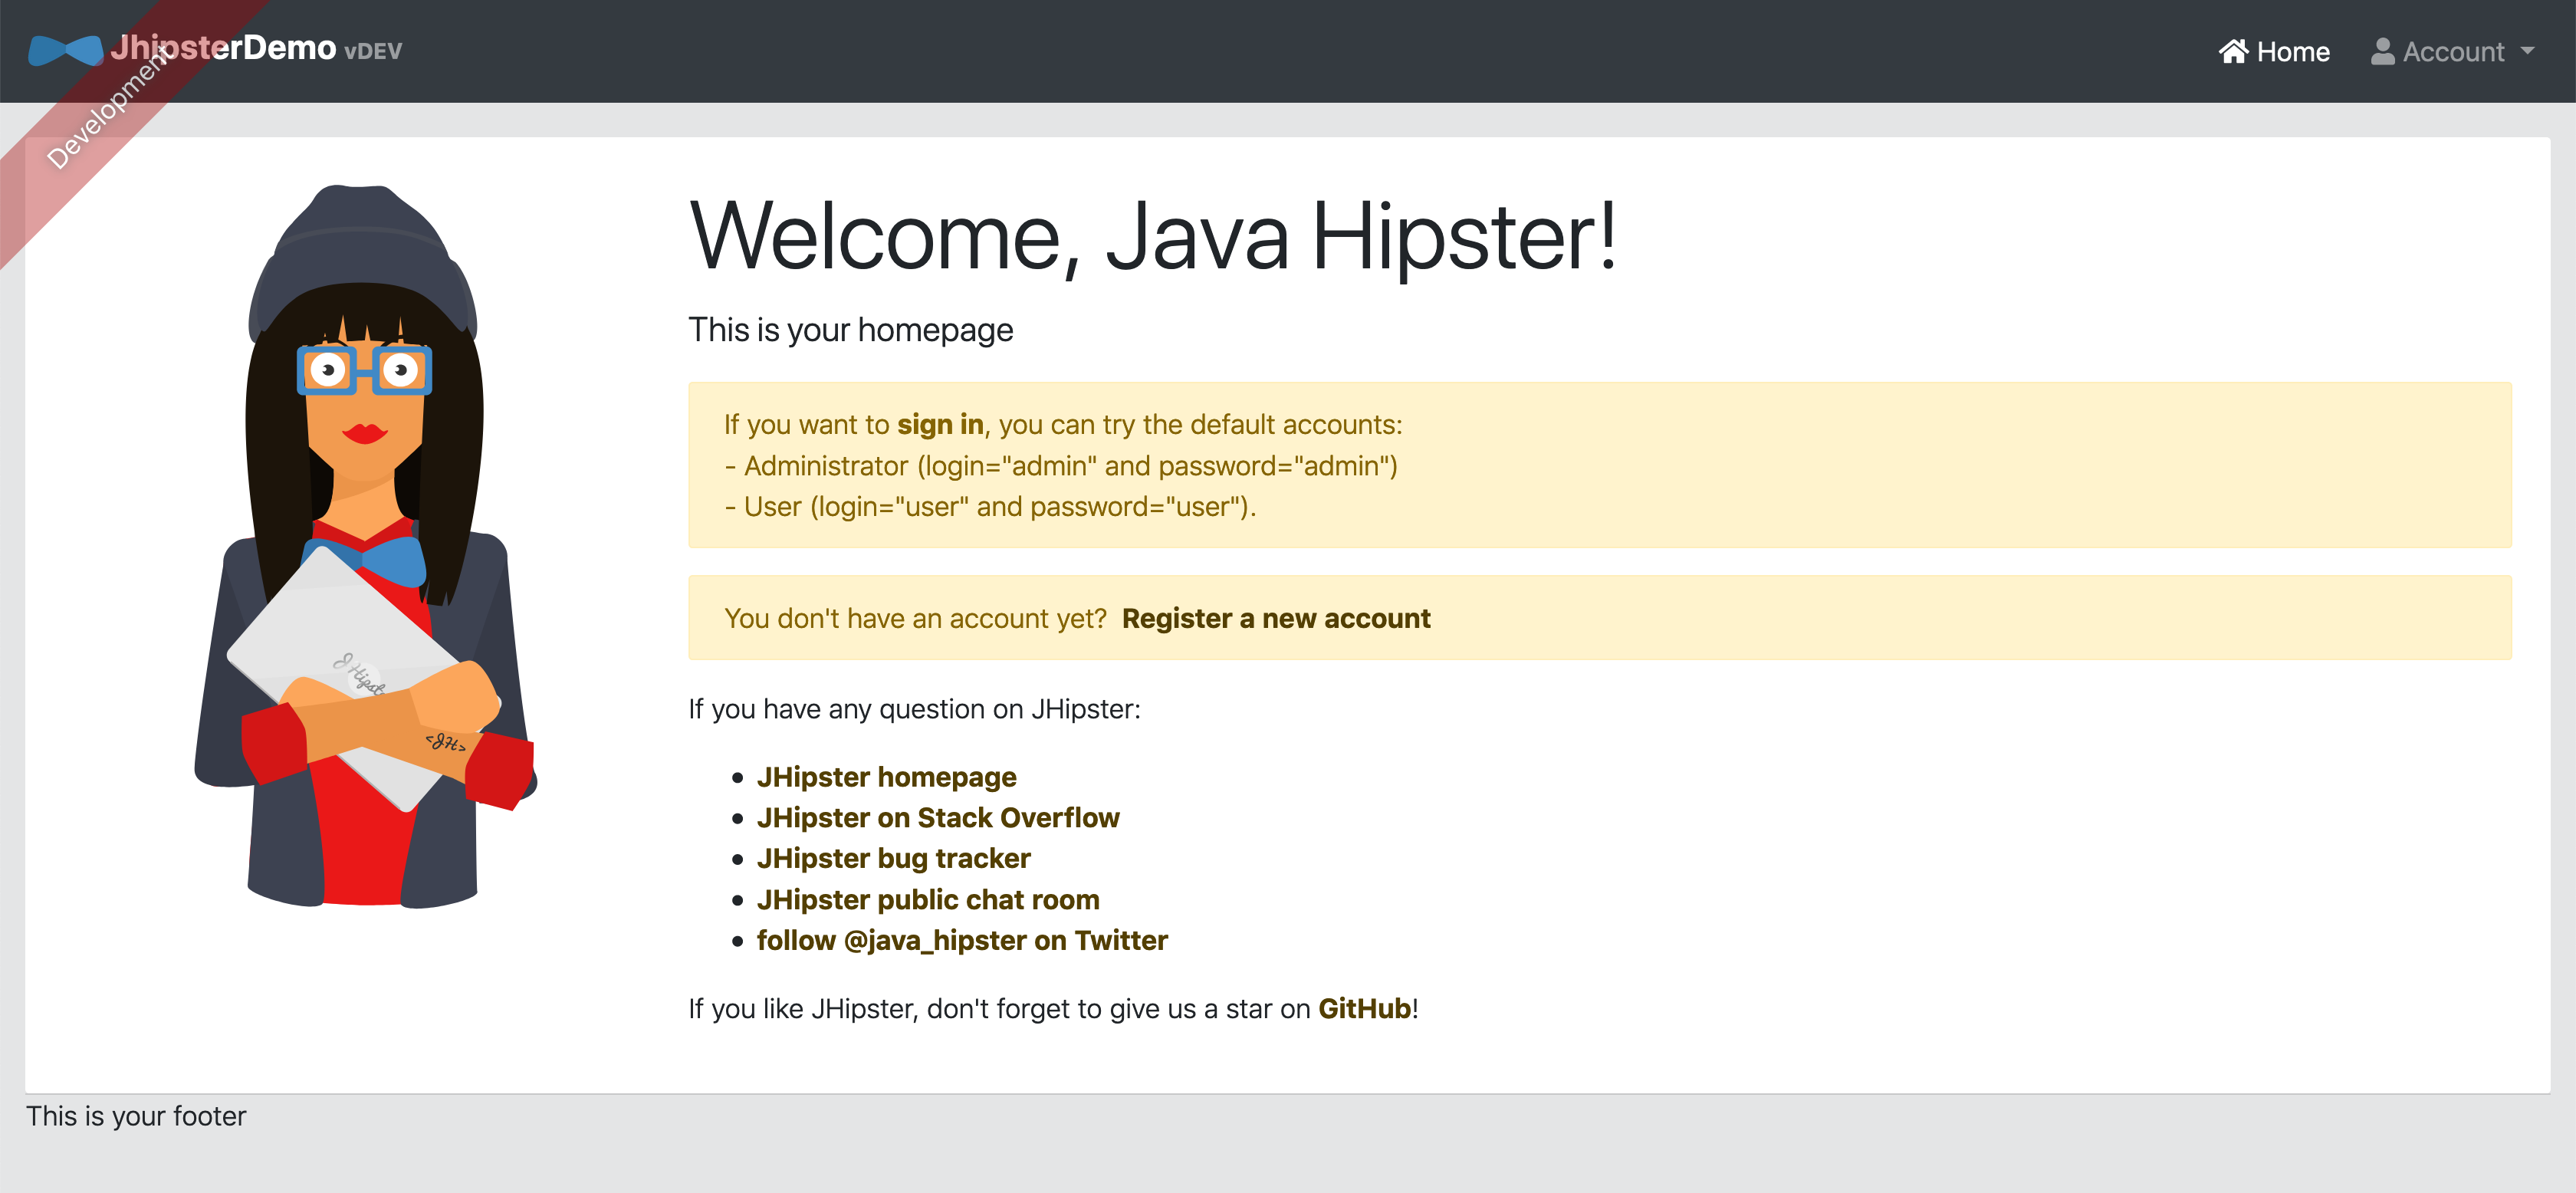 JhipsterDemo vDEV
Home
Account
Development
Welcome, Java Hipster!
This is your homepage
If you want to sign in, you can try the default accounts:
- Administrator (login="admin" and password="admin")
- User (login="user" and password="user").
You don't have an account yet? Register a new account
If you have any question on JHipster:
JHipster homepage
JHipster on Stack Overflow
JHipster bug tracker
JHipster public chat room
follow @java_hipster on Twitter
If you like JHipster, don't forget to give us a star on GitHub!
<JH>
This is your footer